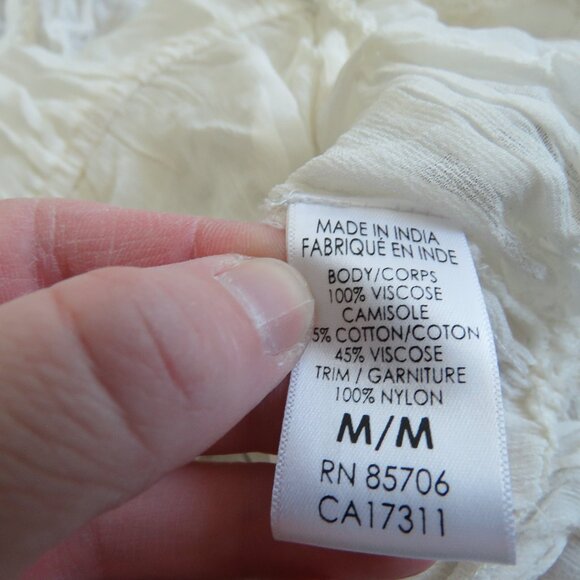 MADE IN INDIA
FABRIQUÉ EN INDE
BODY/CORPS
100% VISCOSE
CAMISOLE
5% COTTON/COTON
45% VISCOSE
TRIM / GARNITURE
100% NYLON
M/M
RN 85706
CA17311